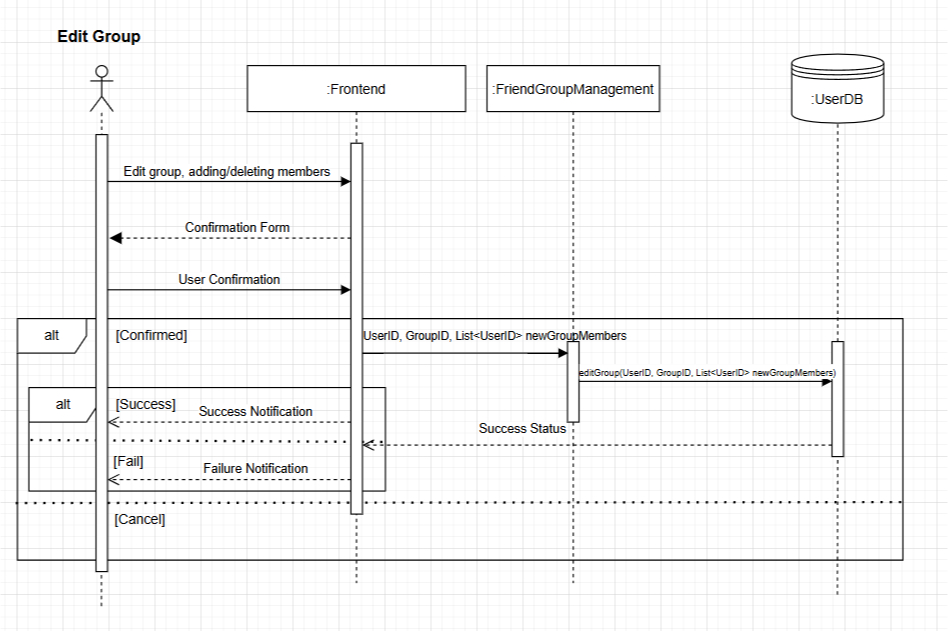 Edit Group
:Frontend
:FriendGroupManagement
:UserDB
Edit group, adding/deleting members
Confirmation Form
User Confirmation
alt
[Confirmed]
UserID, GroupID, List<UserID> newGroupMembers
editGroup(UserID, GroupID, List<UserID> newGroupMembers)
alt
[Success]
Success Notification
Success Status
[Fail]
Failure Notification
[Cancel]